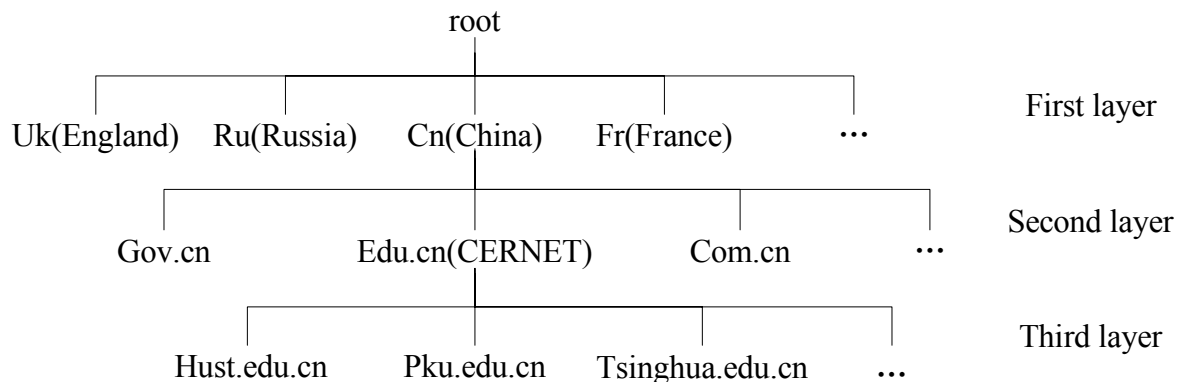 root
First layer
Uk(England) Ru(Russia) Cn(China) Fr(France) ...
Second layer
Gov.cn Edu.cn(CERNET) Com.cn ...
Third layer
Hust.edu.cn Pku.edu.cn Tsinghua.edu.cn ...